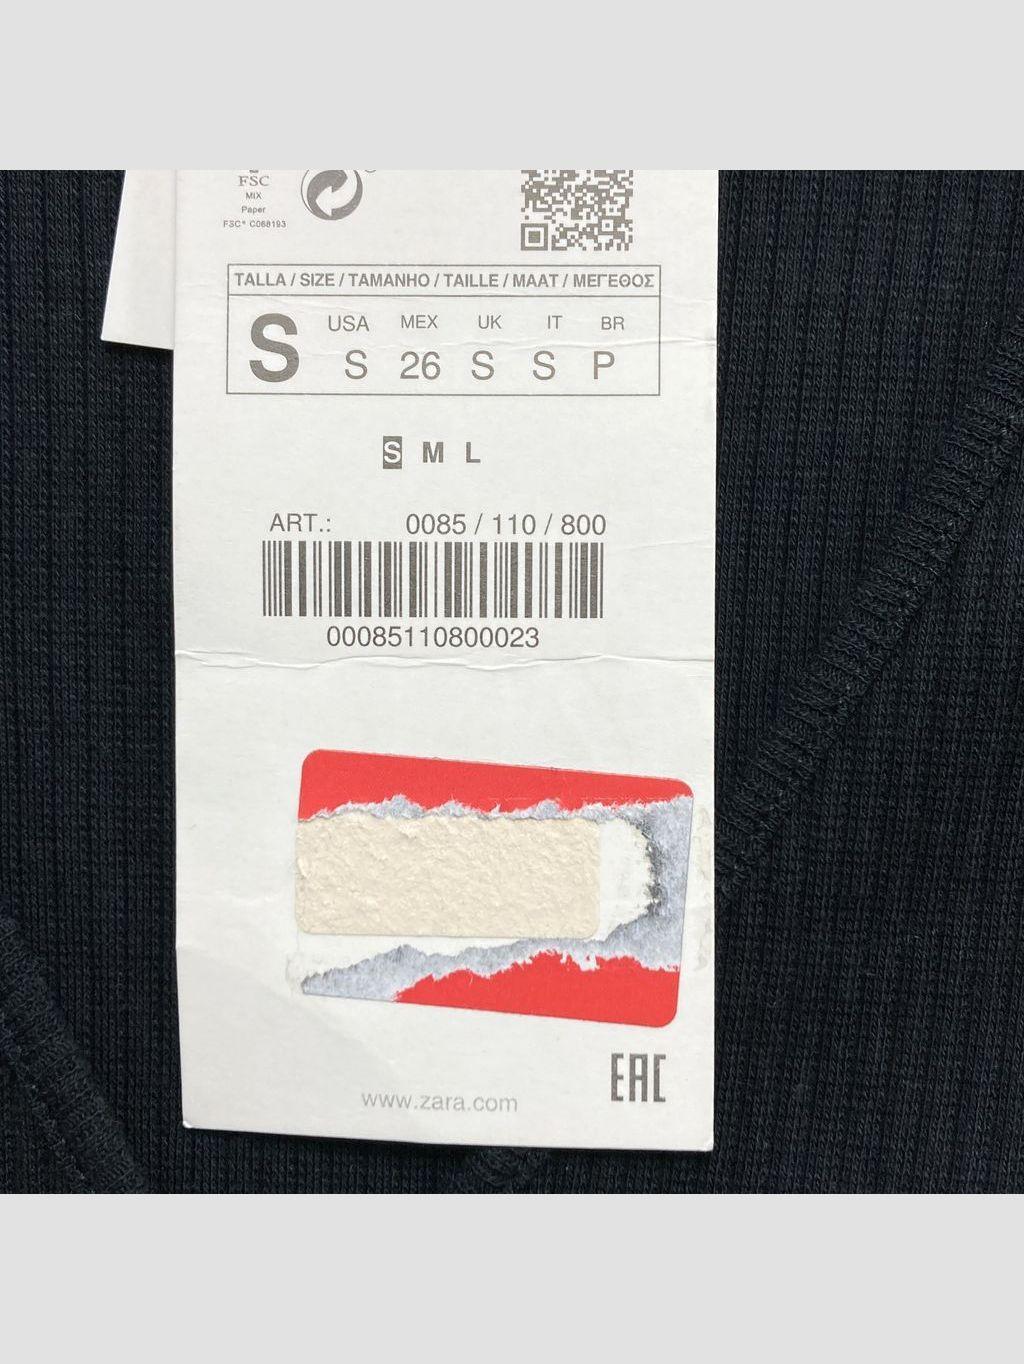 FSC
MIX
Paper
FSC® C068193
TALLA / SIZE / TAMANHO / TAILLE / MAAT / ΜΕΓΕΘΟΣ
S USA MEX UK IT BR
S 26 S S P
S M L
ART.: 0085 / 110 / 800
00085110800023
EAC
www.zara.com